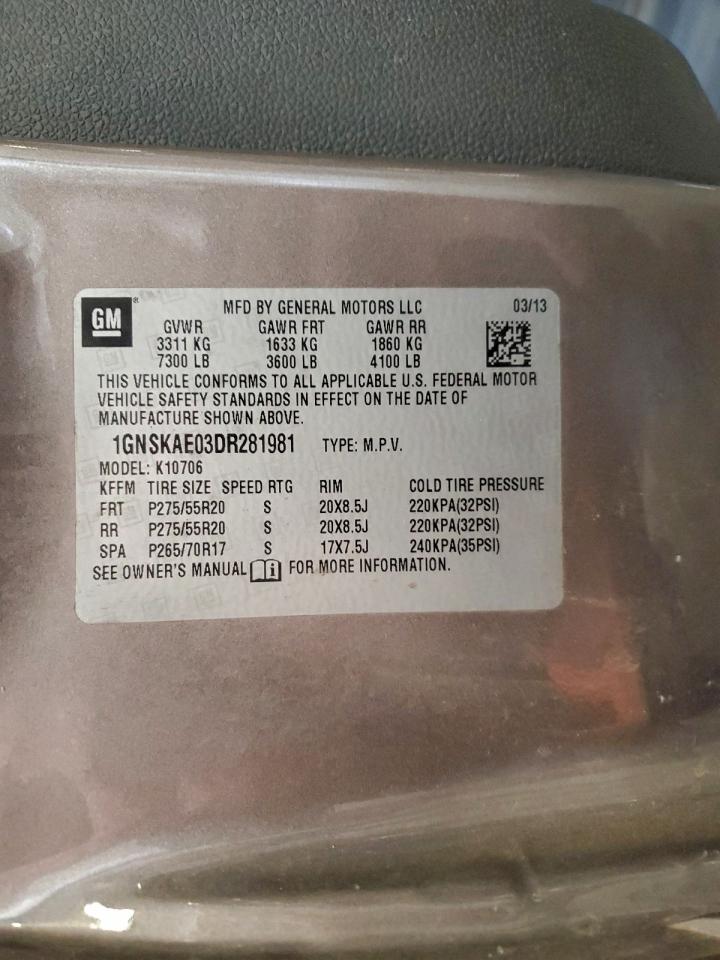 GM ® MFD BY GENERAL MOTORS LLC 03/13
GVWR GAWR FRT GAWR RR
3311 KG 1633 KG 1860 KG
7300 LB 3600 LB 4100 LB
THIS VEHICLE CONFORMS TO ALL APPLICABLE U.S. FEDERAL MOTOR
VEHICLE SAFETY STANDARDS IN EFFECT ON THE DATE OF
MANUFACTURE SHOWN ABOVE.
1GNSKAE03DR281981 TYPE: M.P.V.
MODEL: K10706
KFFM TIRE SIZE SPEED RTG RIM COLD TIRE PRESSURE
FRT P275/55R20 S 20X8.5J 220KPA(32PSI)
RR P275/55R20 S 20X8.5J 220KPA(32PSI)
SPA P265/70R17 S 17X7.5J 240KPA(35PSI)
SEE OWNER'S MANUAL i FOR MORE INFORMATION.